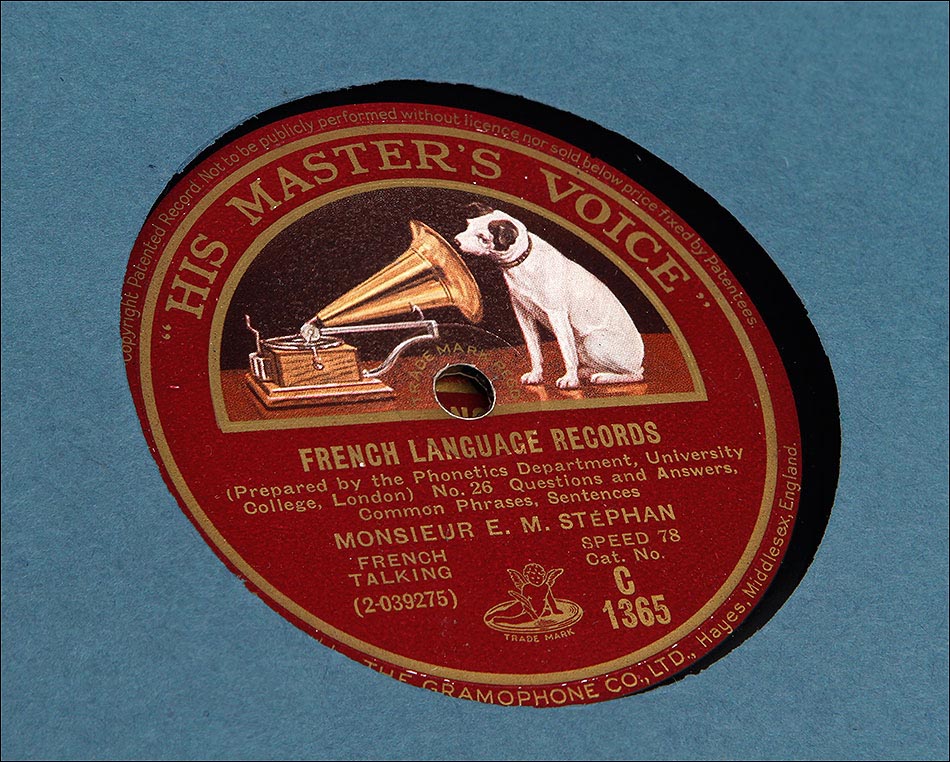 Copyright Patented Record. Not to be publicly performed without licence nor sold below price fixed by Patentees.
"HIS MASTER'S VOICE"
TRADE MARK
FRENCH LANGUAGE RECORDS
(Prepared by the Phonetics Department, University
College, London) No. 26 Questions and Answers,
Common Phrases, Sentences
MONSIEUR E. M. STÉPHAN
FRENCH
TALKING
(2-039275)
SPEED 78
Cat. No.
C
1365
TRADE MARK
THE GRAMOPHONE CO., LTD., Hayes, Middlesex, England.